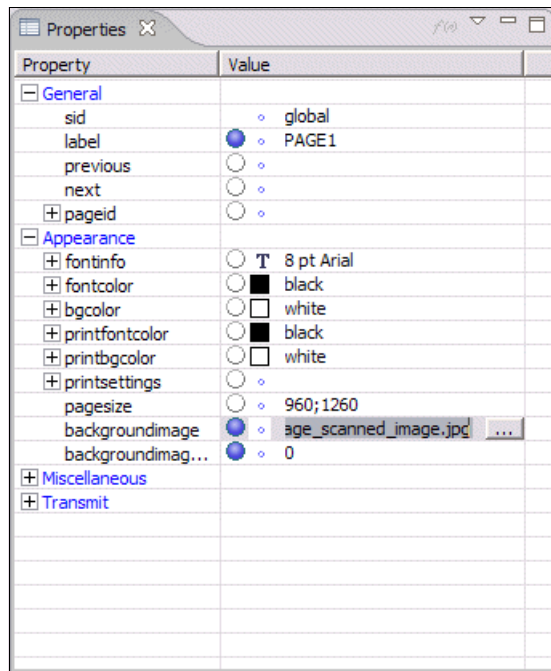 Properties
Property Value
General
sid global
label PAGE1
previous
next
pageid
Appearance
fontinfo T 8 pt Arial
fontcolor black
bgcolor white
printfontcolor black
printbgcolor white
printsettings
pagesize 960;1260
backgroundimage age_scanned_image.jpg ...
backgroundimag... 0
Miscellaneous
Transmit